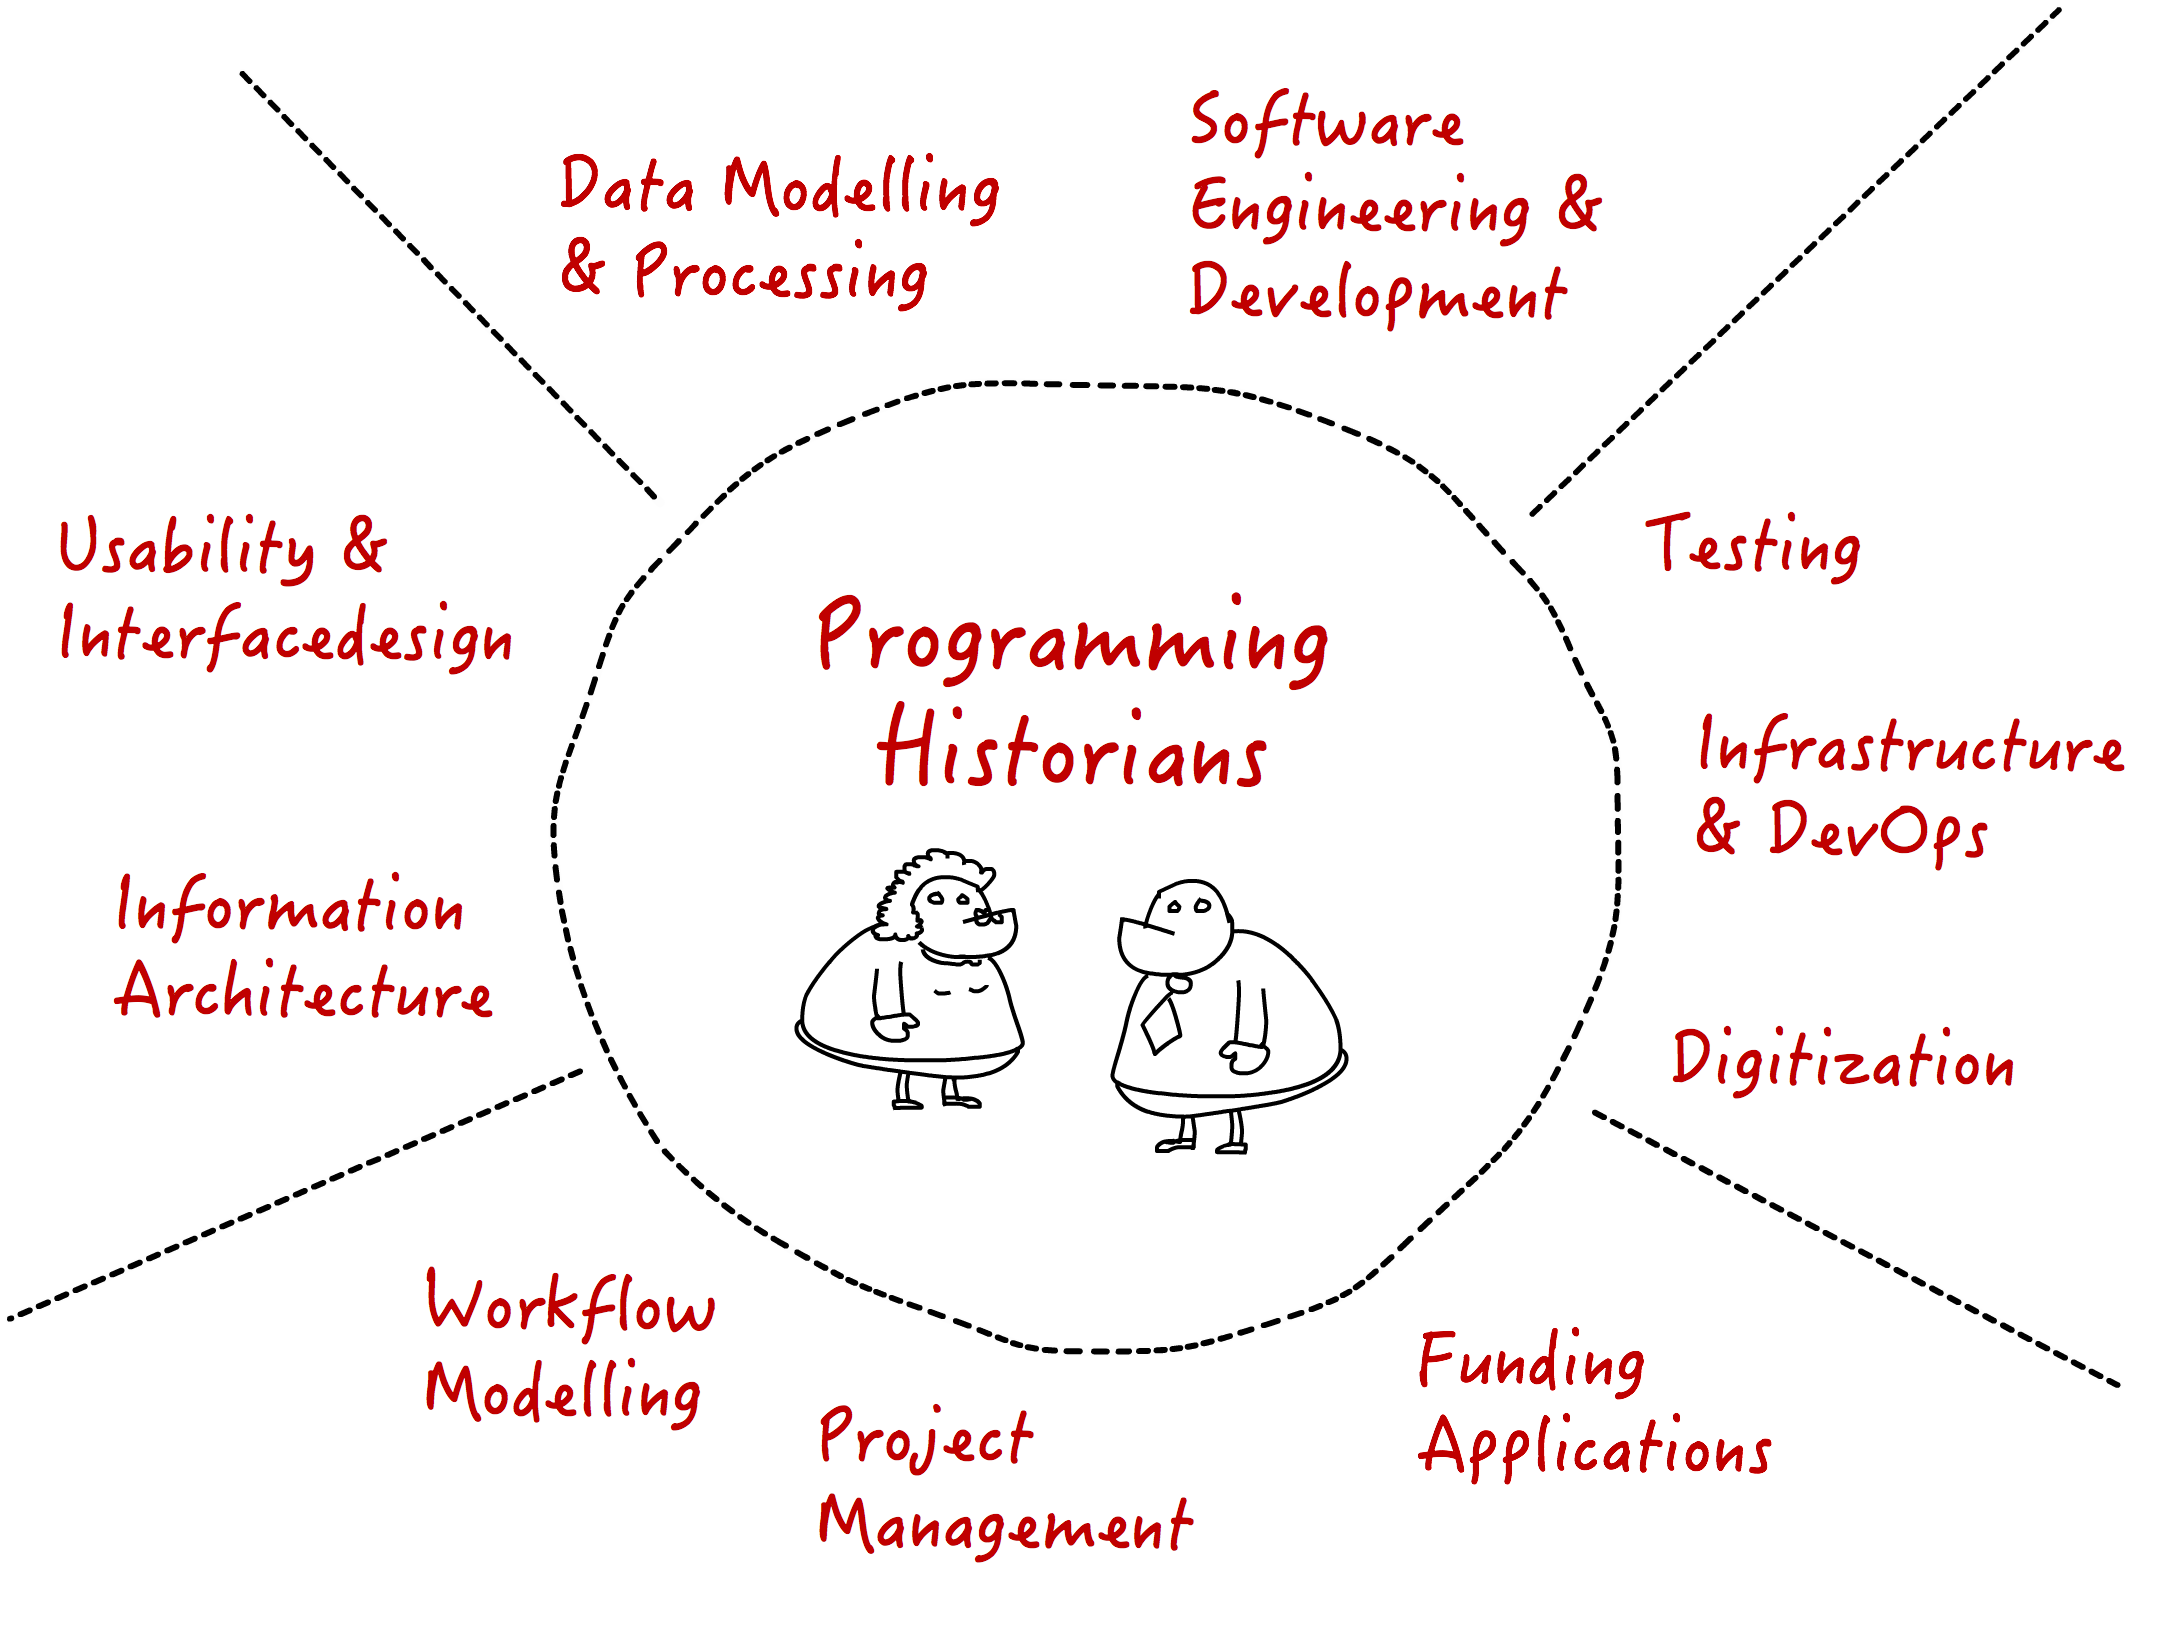 Data Modelling
& Processing
Software
Engineering &
Development
Usability &
Interfacedesign
Testing
Programming
Historians
Infrastructure
& DevOps
Information
Architecture
Digitization
Workflow
Modelling
Project
Management
Funding
Applications